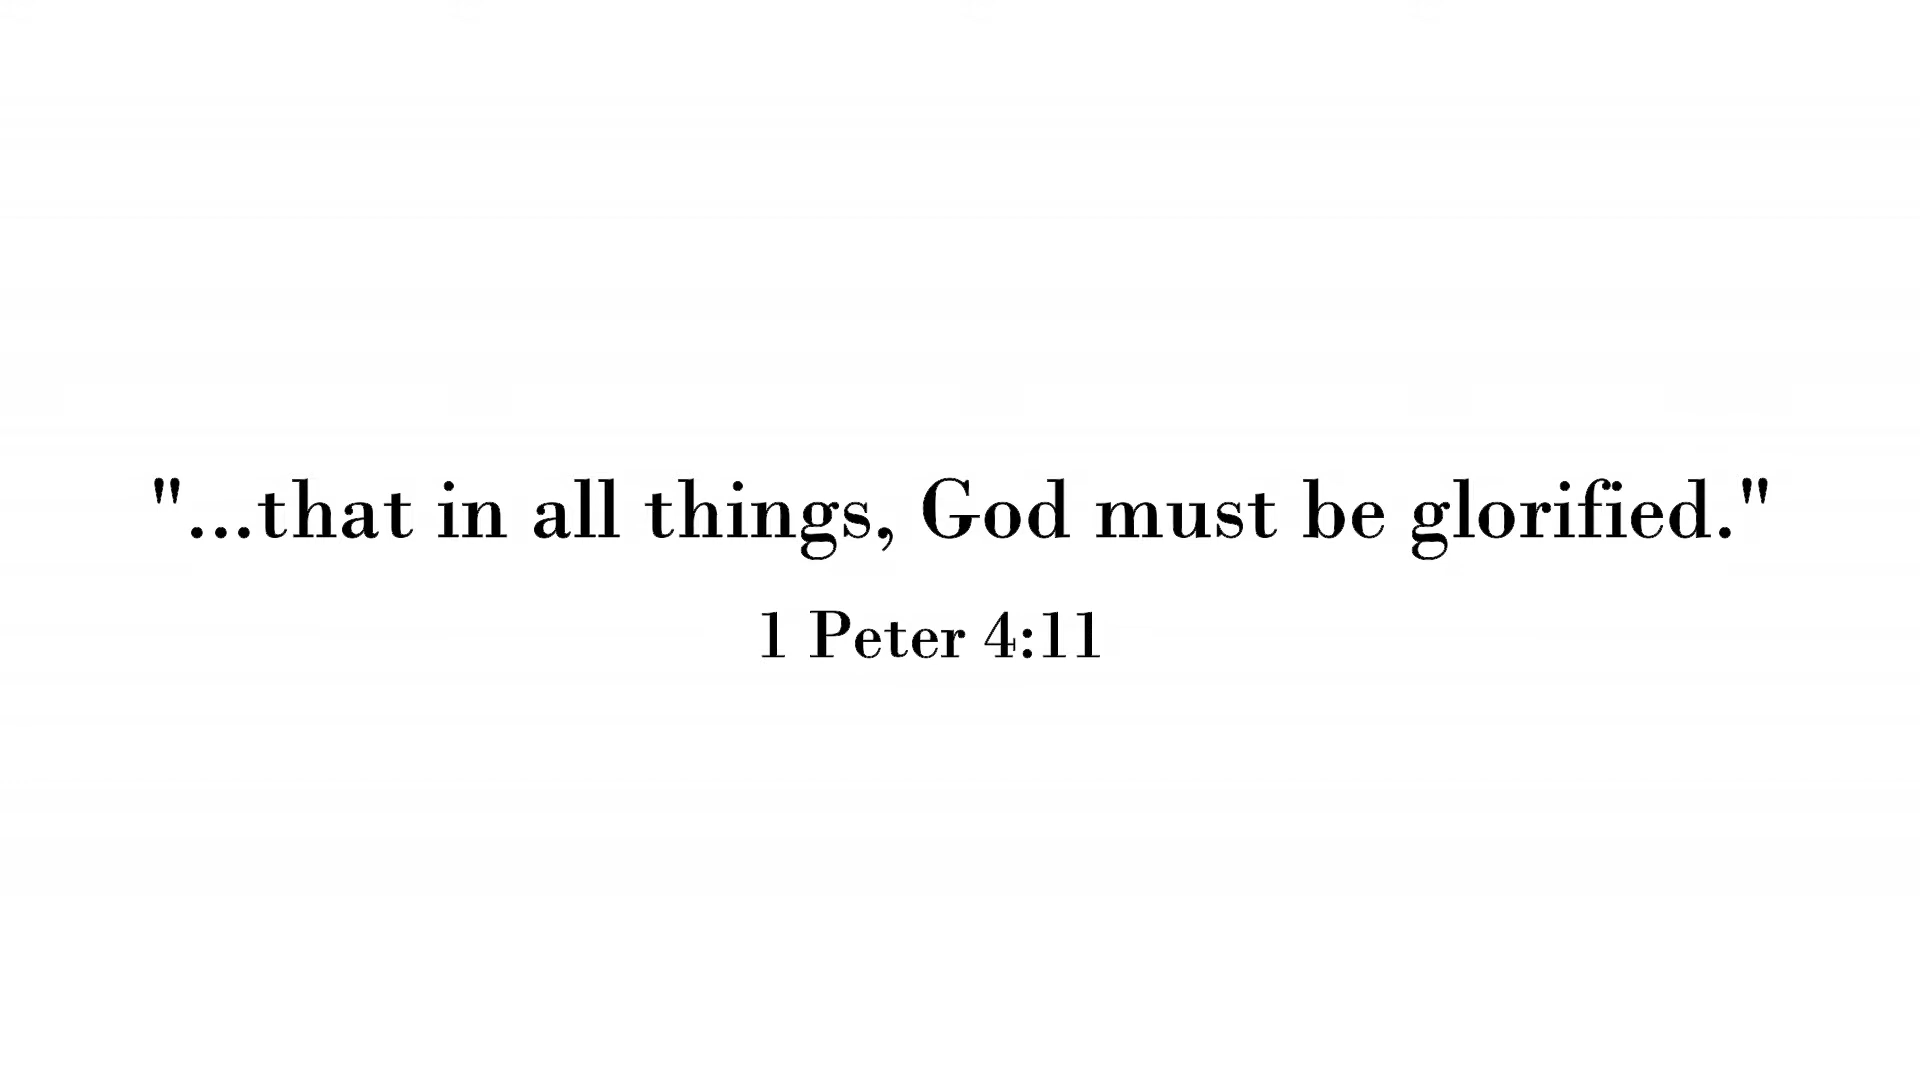 "...that in all things, God must be glorified."
1 Peter 4:11